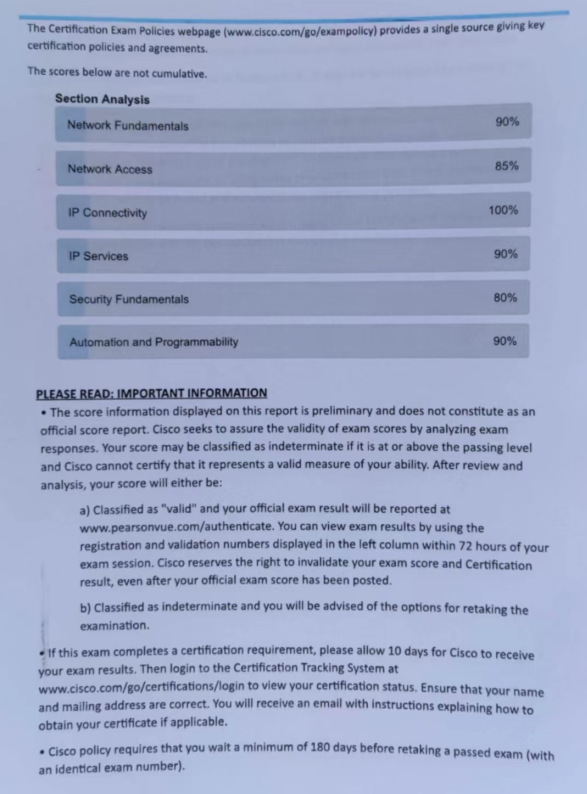 The Certification Exam Policies webpage (www.cisco.com/go/exampolicy) provides a single source giving key
certification policies and agreements.
The scores below are not cumulative.
Section Analysis
Network Fundamentals 90%
Network Access 85%
IP Connectivity 100%
IP Services 90%
Security Fundamentals 80%
Automation and Programmability 90%
PLEASE READ: IMPORTANT INFORMATION
• The score information displayed on this report is preliminary and does not constitute as an
official score report. Cisco seeks to assure the validity of exam scores by analyzing exam
responses. Your score may be classified as indeterminate if it is at or above the passing level
and Cisco cannot certify that it represents a valid measure of your ability. After review and
analysis, your score will either be:
a) Classified as "valid" and your official exam result will be reported at
www.pearsonvue.com/authenticate. You can view exam results by using the
registration and validation numbers displayed in the left column within 72 hours of your
exam session. Cisco reserves the right to invalidate your exam score and Certification
result, even after your official exam score has been posted.
b) Classified as indeterminate and you will be advised of the options for retaking the
examination.
• If this exam completes a certification requirement, please allow 10 days for Cisco to receive
your exam results. Then login to the Certification Tracking System at
www.cisco.com/go/certifications/login to view your certification status. Ensure that your name
and mailing address are correct. You will receive an email with instructions explaining how to
obtain your certificate if applicable.
• Cisco policy requires that you wait a minimum of 180 days before retaking a passed exam (with
an identical exam number).